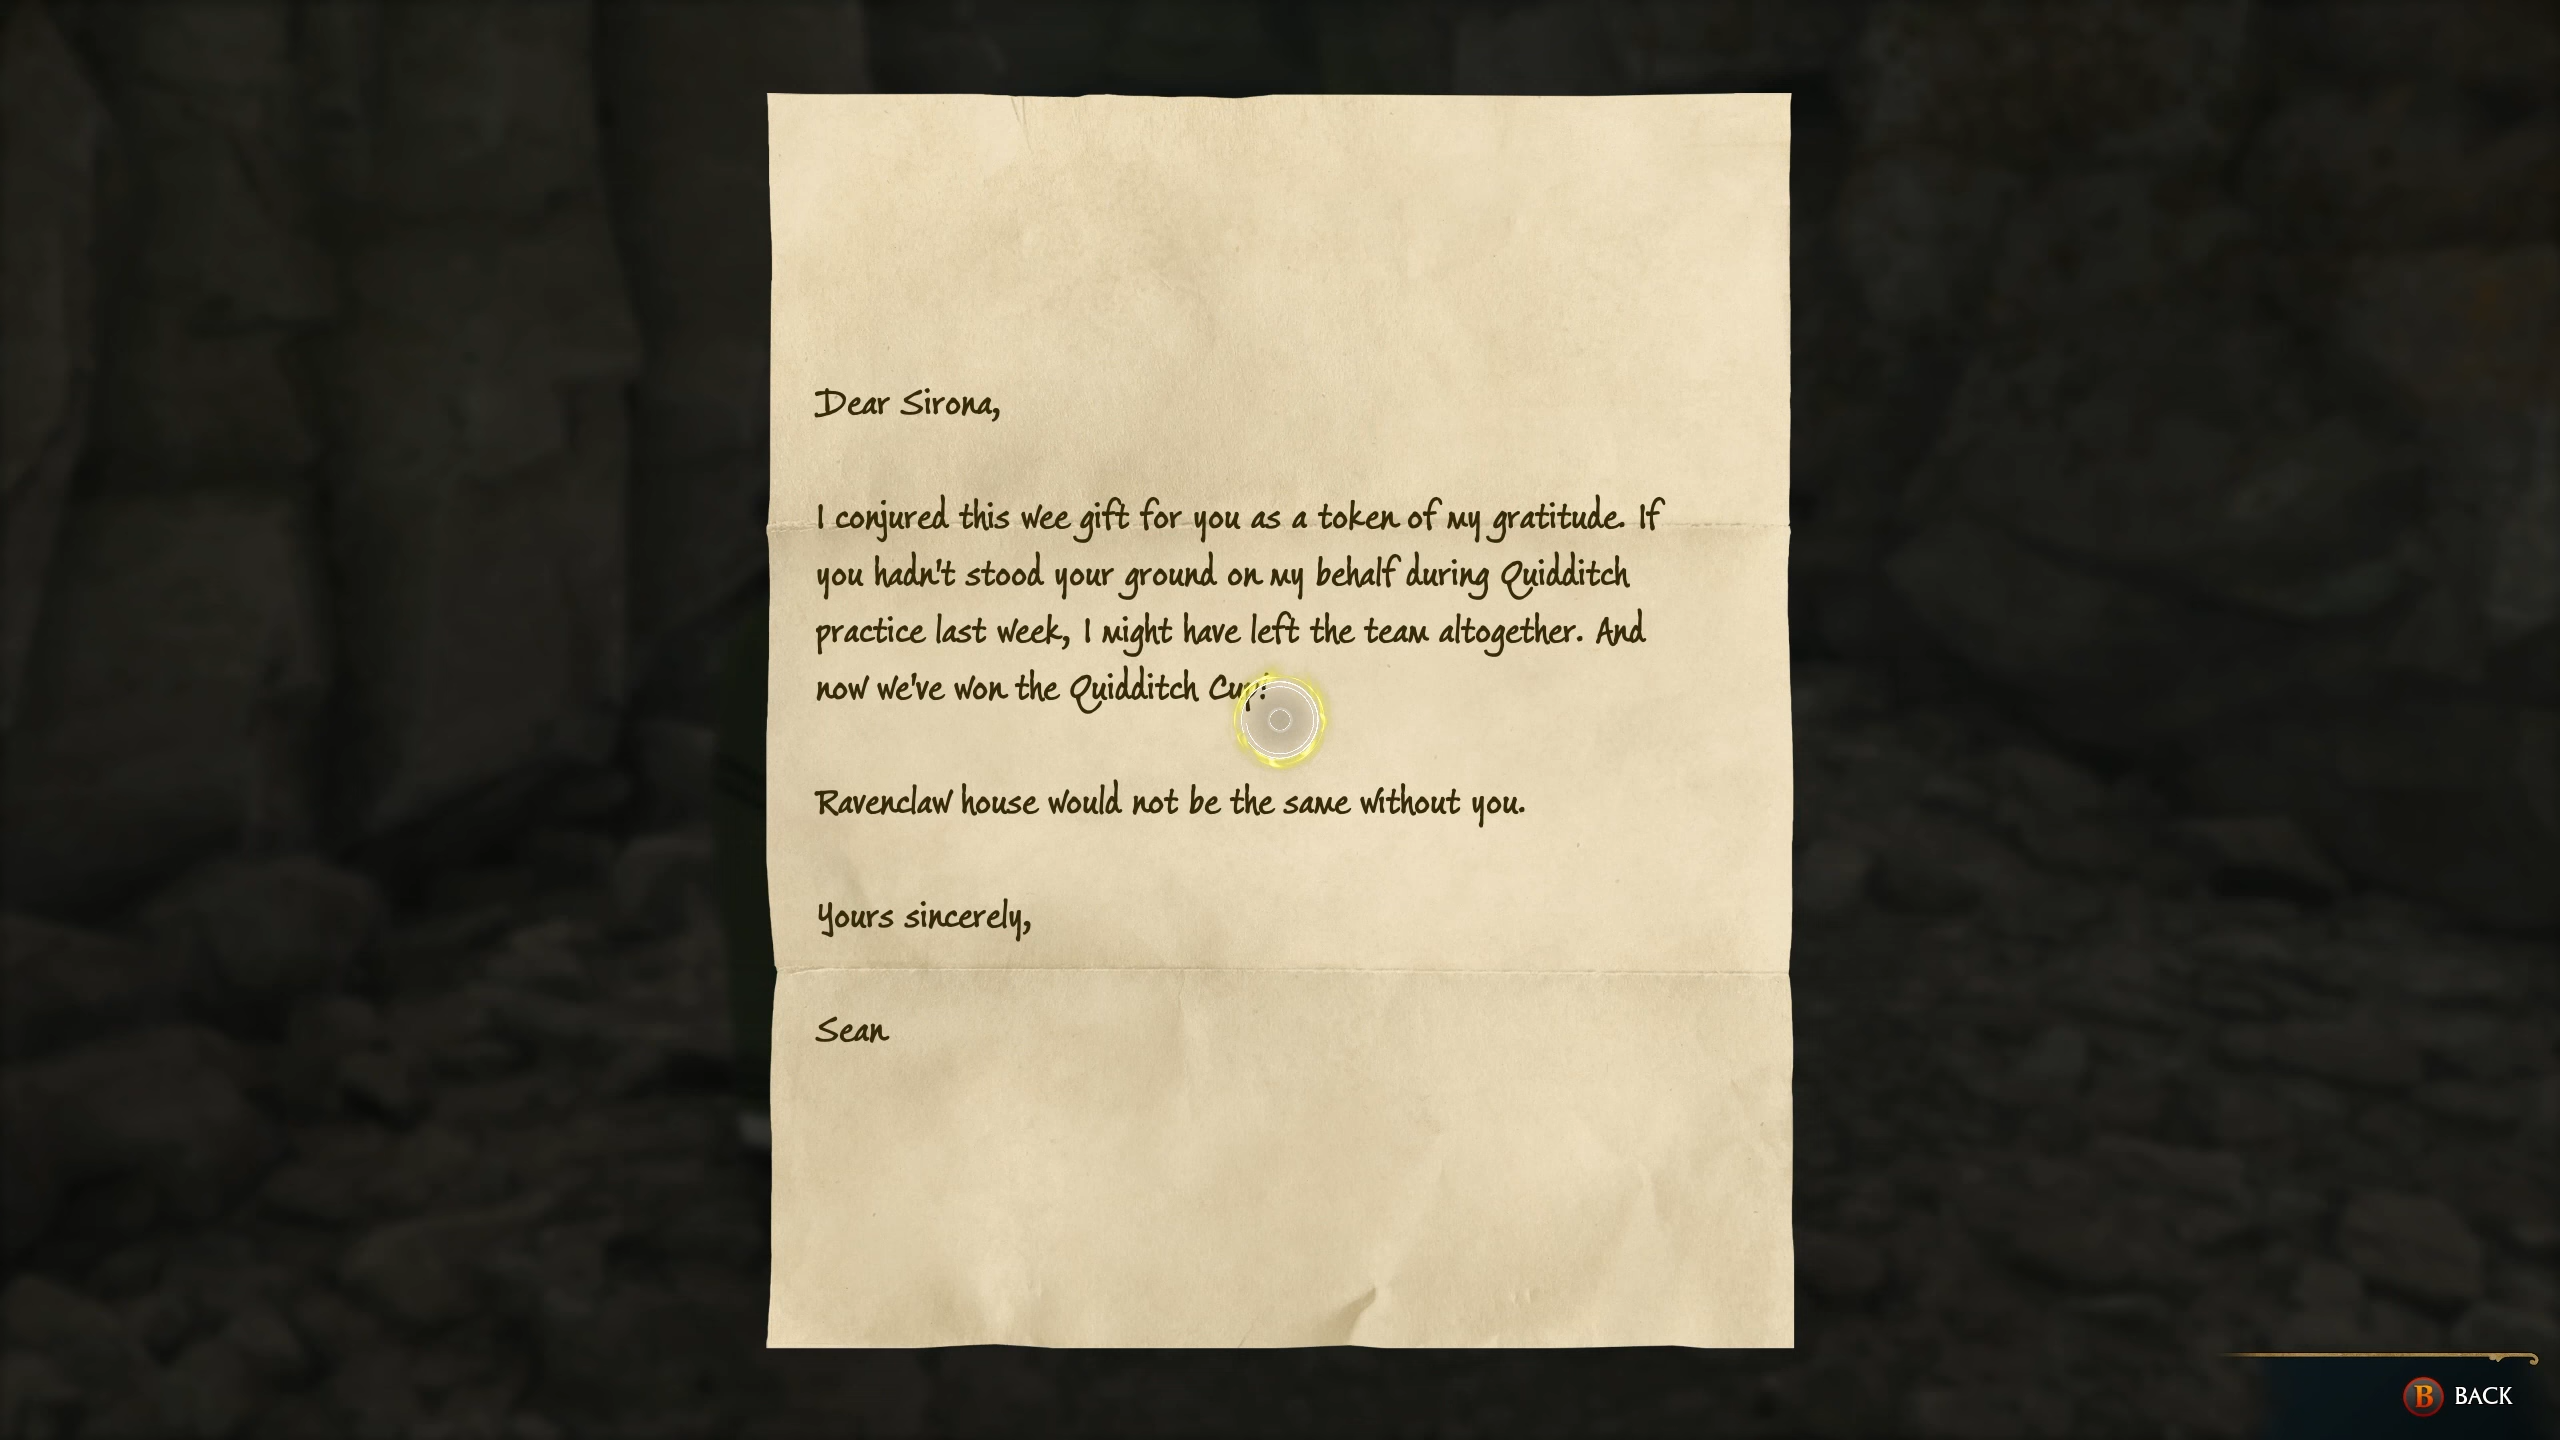 Dear Sirona,
I conjured this wee gift for you as a token of my gratitude. If
you hadn't stood your ground on my behalf during Quidditch
practice last week, I might have left the team altogether. And
now we've won the Quidditch Cup!
Ravenclaw house would not be the same without you.
Yours sincerely,
Sean
B BACK